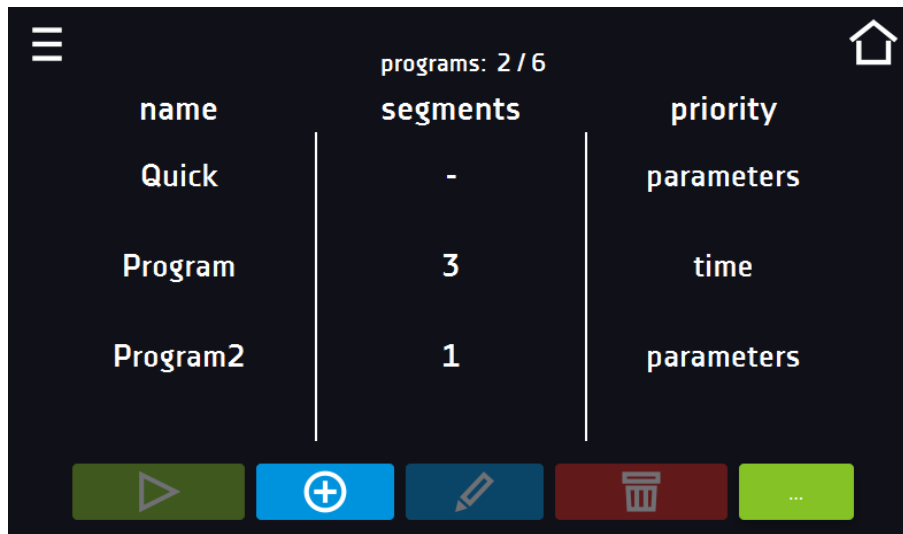 programs: 2 / 6
name segments priority
Quick - parameters
Program 3 time
Program2 1 parameters
...